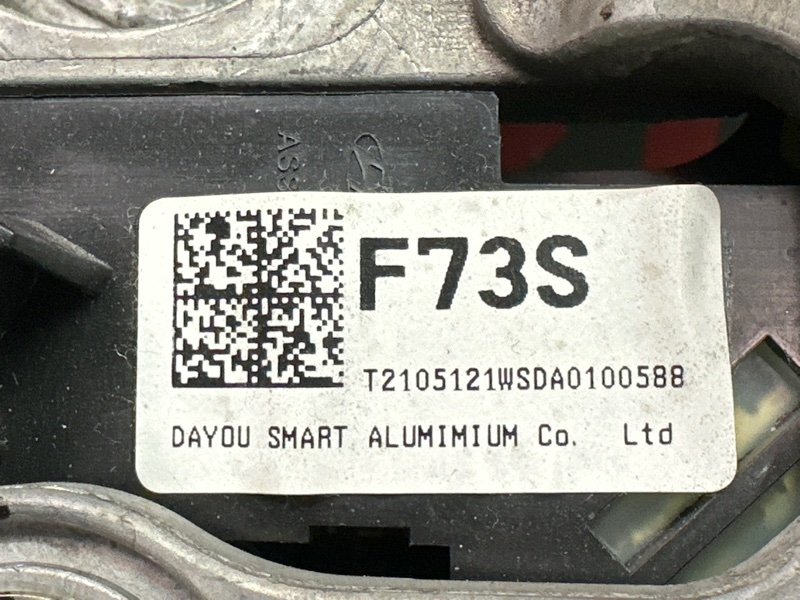 F73S
T2105121WSDA0100588
DAYOU SMART ALUMIMIUM Co. Ltd